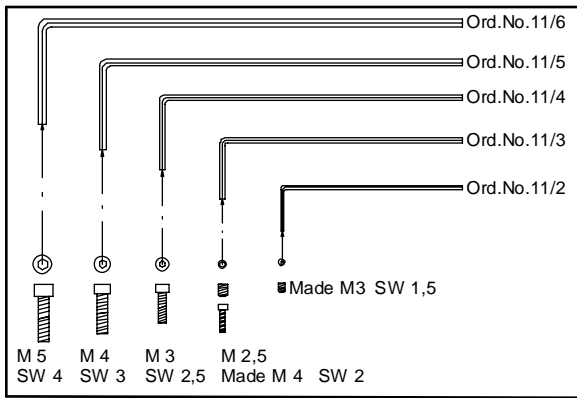 Ord.No.11/6
Ord.No.11/5
Ord.No.11/4
Ord.No.11/3
Ord.No.11/2
Made M3 SW 1,5
M 5 M 4 M 3 M 2,5
SW 4 SW 3 SW 2,5 Made M 4 SW 2